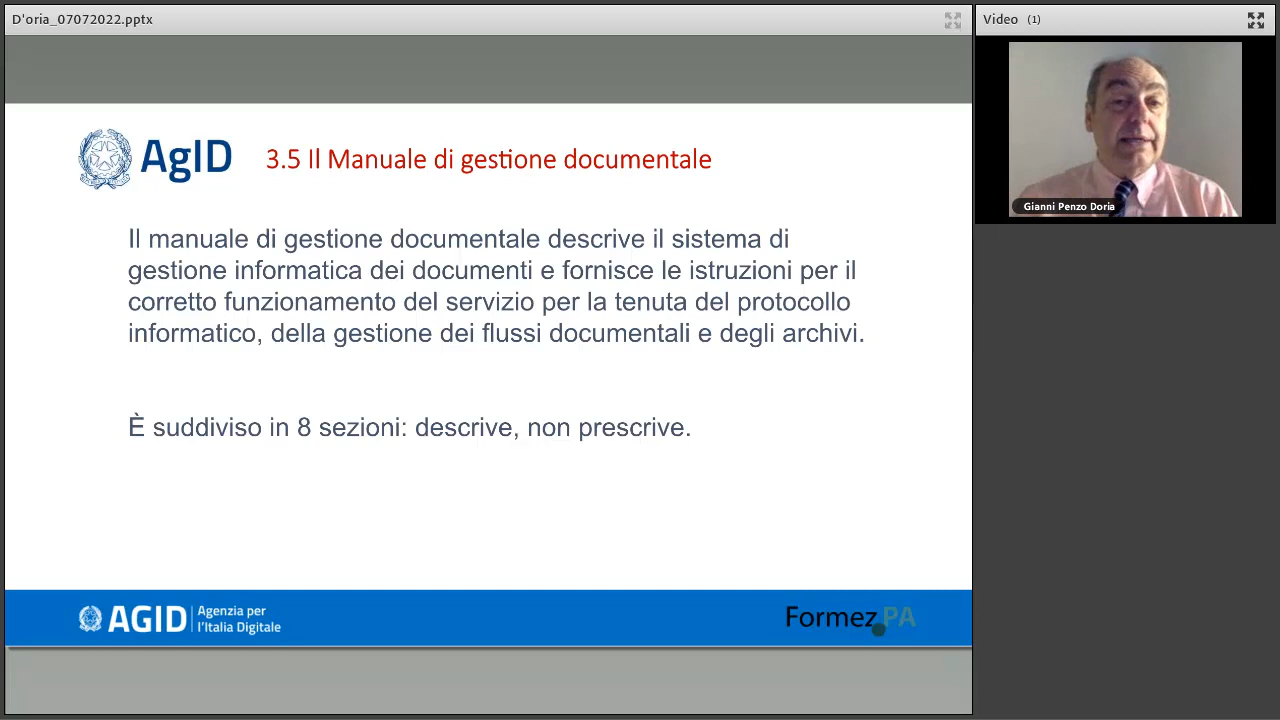 D'oria_07072022.pptx
Video (1)
AgID
3.5 Il Manuale di gestione documentale
Il manuale di gestione documentale descrive il sistema di
gestione informatica dei documenti e fornisce le istruzioni per il
corretto funzionamento del servizio per la tenuta del protocollo
informatico, della gestione dei flussi documentali e degli archivi.
È suddiviso in 8 sezioni: descrive, non prescrive.
Gianni Penzo Doria
AGID
Agenzia per
l'Italia Digitale
Formez PA